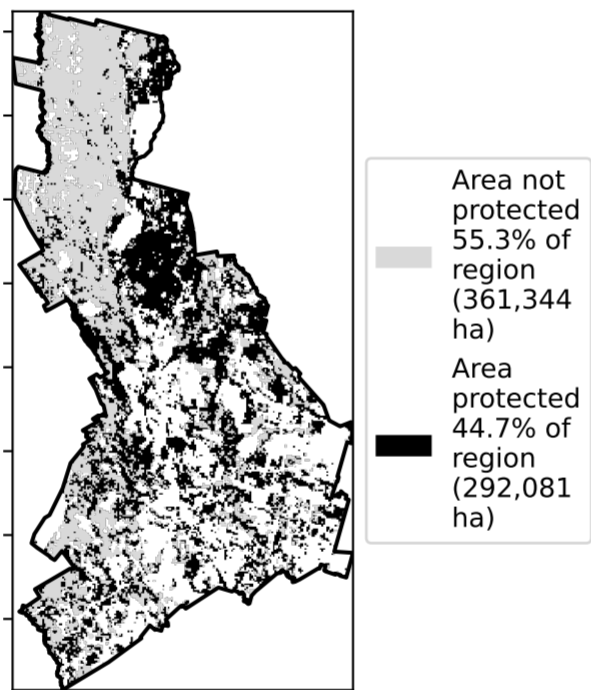 Area not
protected
55.3% of
region
(361,344
ha)
Area
protected
44.7% of
region
(292,081
ha)